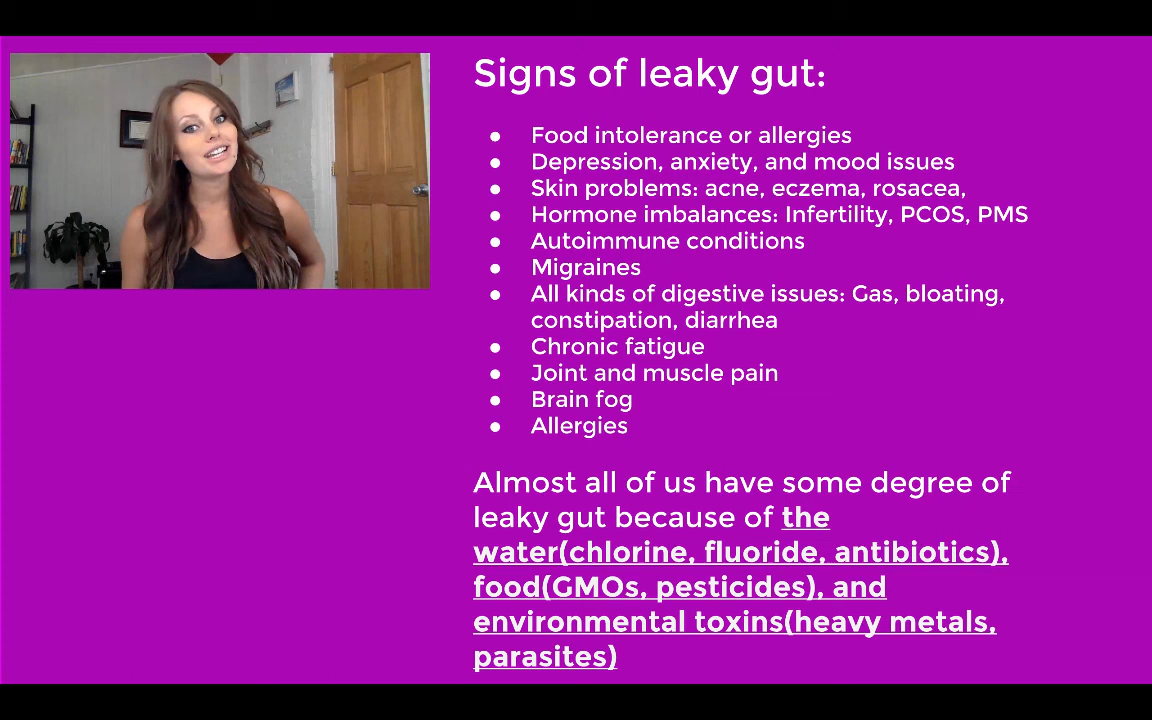 Signs of leaky gut:
● Food intolerance or allergies
● Depression, anxiety, and mood issues
● Skin problems: acne, eczema, rosacea,
● Hormone imbalances: Infertility, PCOS, PMS
● Autoimmune conditions
● Migraines
● All kinds of digestive issues: Gas, bloating,
constipation, diarrhea
● Chronic fatigue
● Joint and muscle pain
● Brain fog
● Allergies
Almost all of us have some degree of
leaky gut because of the
water(chlorine, fluoride, antibiotics),
food(GMOs, pesticides), and
environmental toxins(heavy metals,
parasites)